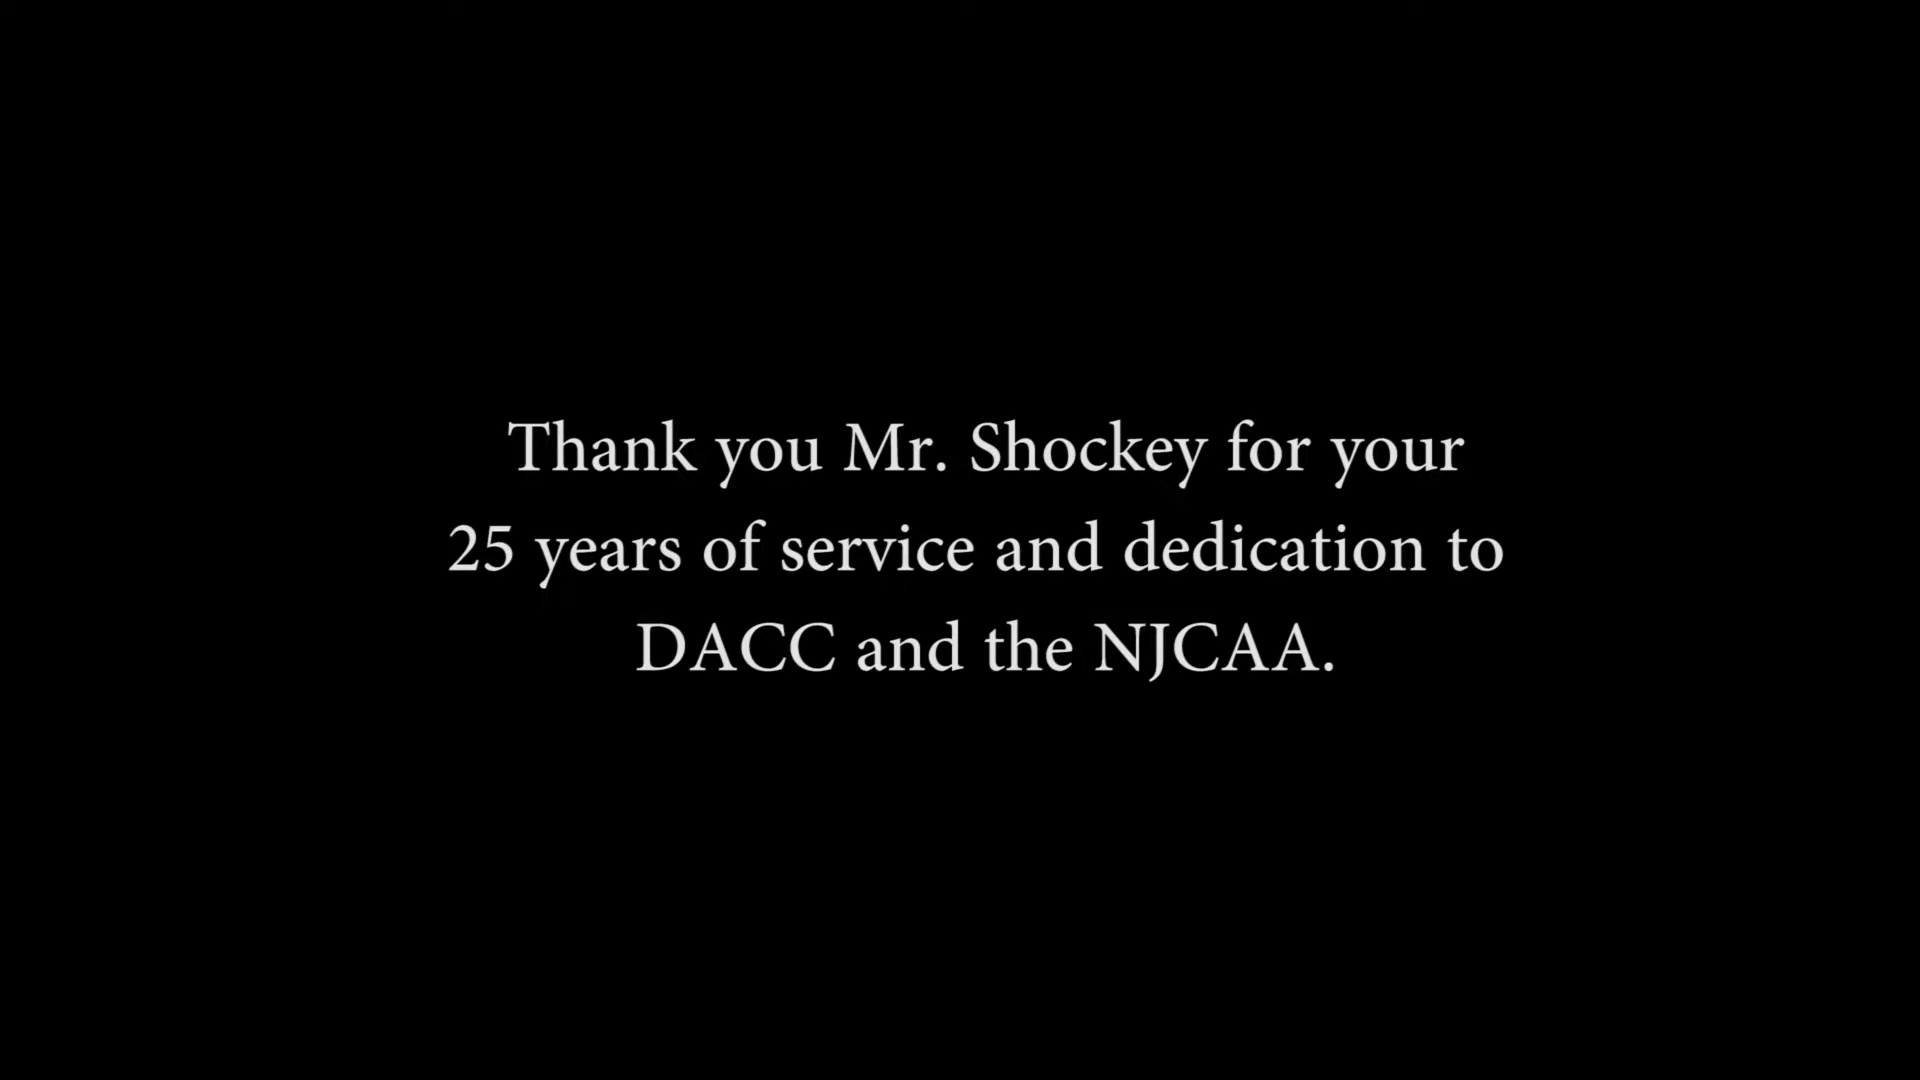 Thank you Mr. Shockey for your
25 years of service and dedication to
DACC and the NJCAA.